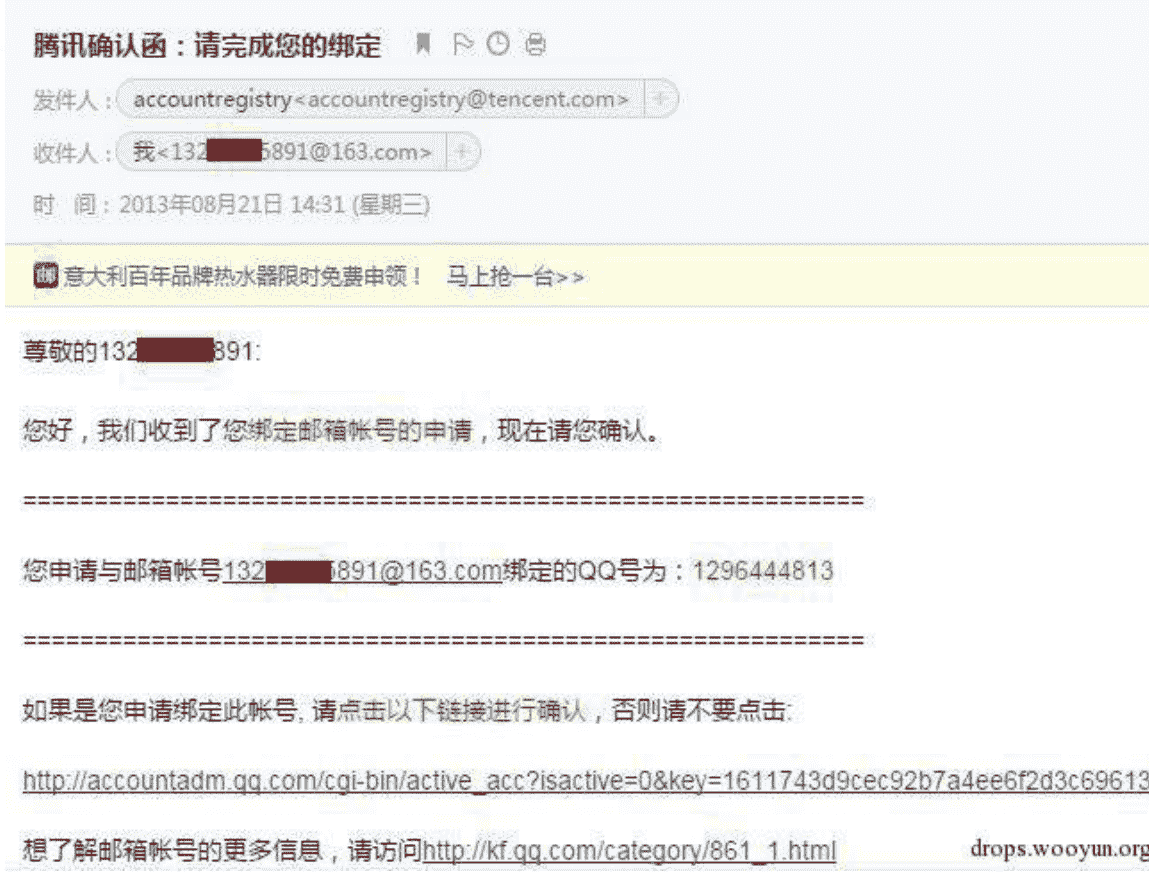 腾讯确认函：请完成您的绑定
发件人：accountregistry<accountregistry@tencent.com> +
收件人：我<132 5891@163.com> +
时 间：2013年08月21日 14:31 (星期三)
意大利百年品牌热水器限时免费申领！ 马上抢一台>>
尊敬的132 891:
您好，我们收到了您绑定邮箱帐号的申请，现在请您确认。
============================================================
您申请与邮箱帐号132 5891@163.com绑定的QQ号为：1296444813
============================================================
如果是您申请绑定此帐号, 请点击以下链接进行确认，否则请不要点击:
http://accountadm.qq.com/cgi-bin/active_acc?isactive=0&key=1611743d9cec92b7a4ee6f2d3c69613
想了解邮箱帐号的更多信息，请访问http://kf.qq.com/category/861_1.html
drops.wooyun.org